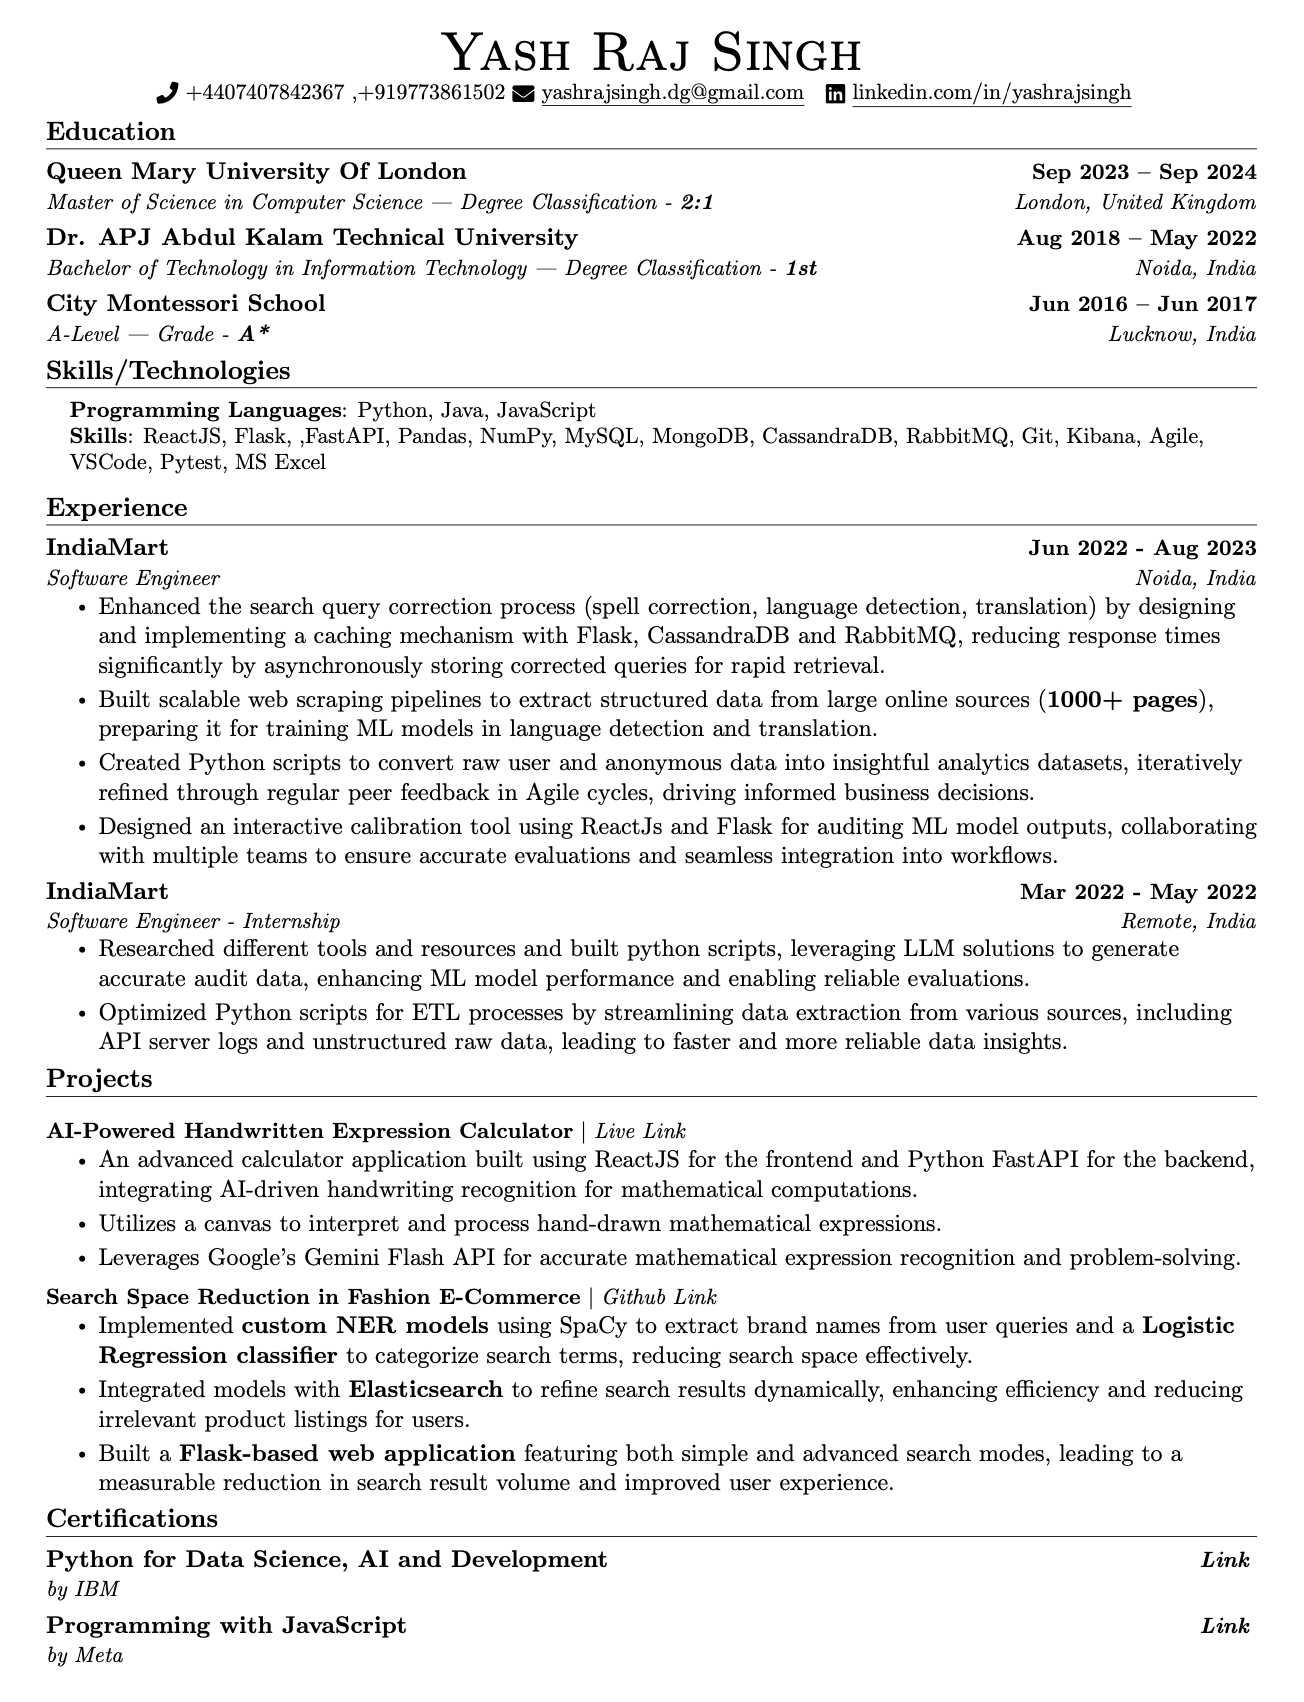 Yash Raj Singh
+4407407842367 ,+919773861502 yashrajsingh.dg@gmail.com linkedin.com/in/yashrajsingh
Education
Queen Mary University Of London Sep 2023 – Sep 2024
Master of Science in Computer Science — Degree Classification - 2:1 London, United Kingdom
Dr. APJ Abdul Kalam Technical University Aug 2018 – May 2022
Bachelor of Technology in Information Technology — Degree Classification - 1st Noida, India
City Montessori School Jun 2016 – Jun 2017
A-Level — Grade - A* Lucknow, India
Skills/Technologies
Programming Languages: Python, Java, JavaScript
Skills: ReactJS, Flask, ,FastAPI, Pandas, NumPy, MySQL, MongoDB, CassandraDB, RabbitMQ, Git, Kibana, Agile,
VSCode, Pytest, MS Excel
Experience
IndiaMart Jun 2022 - Aug 2023
Software Engineer Noida, India
• Enhanced the search query correction process (spell correction, language detection, translation) by designing
and implementing a caching mechanism with Flask, CassandraDB and RabbitMQ, reducing response times
significantly by asynchronously storing corrected queries for rapid retrieval.
• Built scalable web scraping pipelines to extract structured data from large online sources (1000+ pages),
preparing it for training ML models in language detection and translation.
• Created Python scripts to convert raw user and anonymous data into insightful analytics datasets, iteratively
refined through regular peer feedback in Agile cycles, driving informed business decisions.
• Designed an interactive calibration tool using ReactJs and Flask for auditing ML model outputs, collaborating
with multiple teams to ensure accurate evaluations and seamless integration into workflows.
IndiaMart Mar 2022 - May 2022
Software Engineer - Internship Remote, India
• Researched different tools and resources and built python scripts, leveraging LLM solutions to generate
accurate audit data, enhancing ML model performance and enabling reliable evaluations.
• Optimized Python scripts for ETL processes by streamlining data extraction from various sources, including
API server logs and unstructured raw data, leading to faster and more reliable data insights.
Projects
AI-Powered Handwritten Expression Calculator | Live Link
• An advanced calculator application built using ReactJS for the frontend and Python FastAPI for the backend,
integrating AI-driven handwriting recognition for mathematical computations.
• Utilizes a canvas to interpret and process hand-drawn mathematical expressions.
• Leverages Google's Gemini Flash API for accurate mathematical expression recognition and problem-solving.
Search Space Reduction in Fashion E-Commerce | Github Link
• Implemented custom NER models using SpaCy to extract brand names from user queries and a Logistic
Regression classifier to categorize search terms, reducing search space effectively.
• Integrated models with Elasticsearch to refine search results dynamically, enhancing efficiency and reducing
irrelevant product listings for users.
• Built a Flask-based web application featuring both simple and advanced search modes, leading to a
measurable reduction in search result volume and improved user experience.
Certifications
Python for Data Science, AI and Development Link
by IBM
Programming with JavaScript Link
by Meta